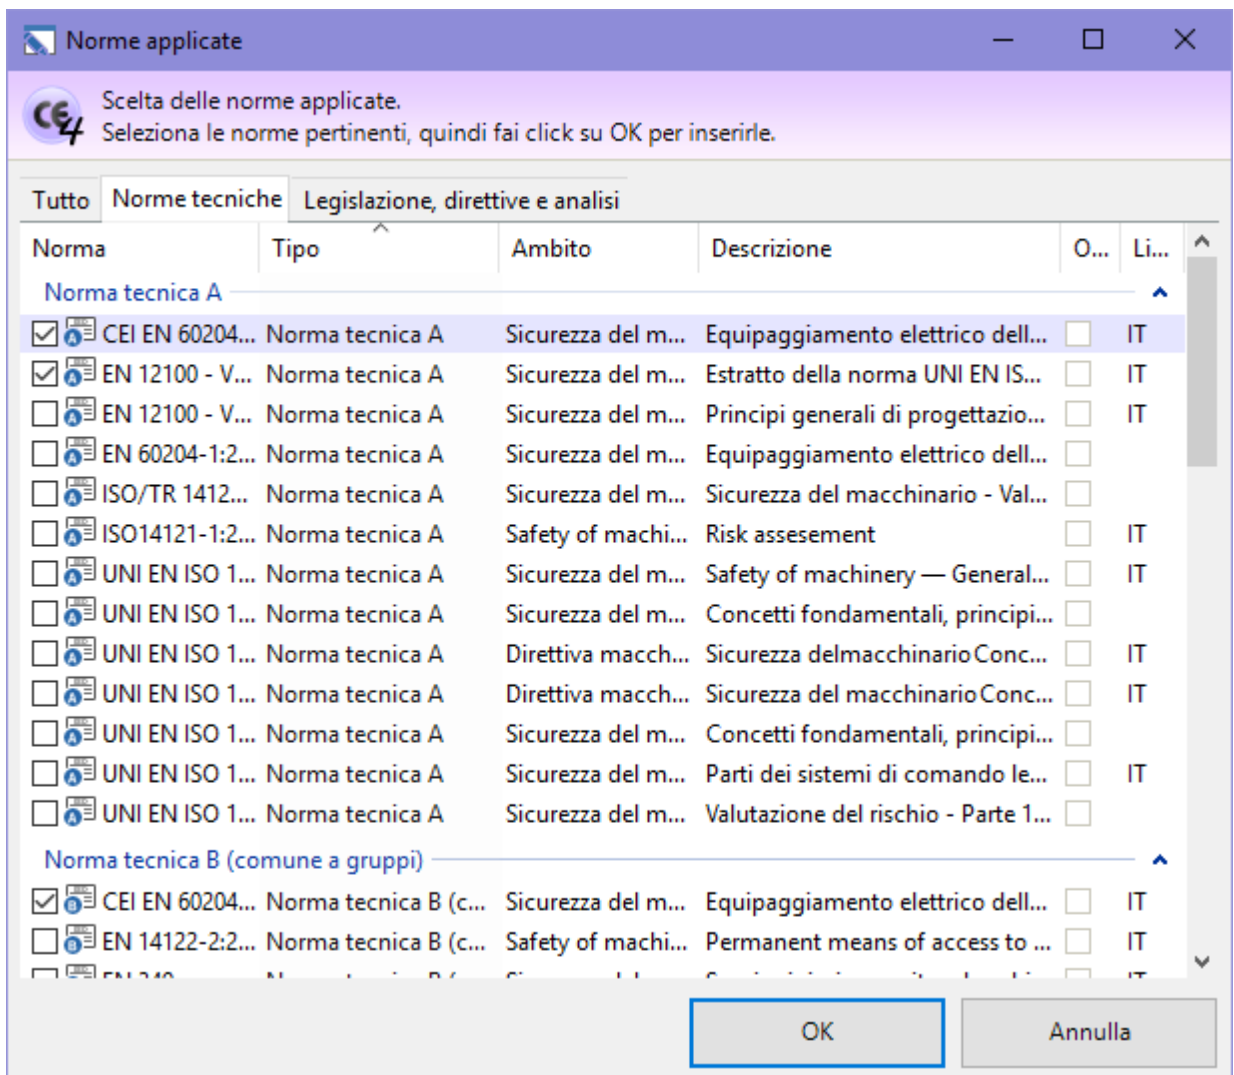 Norme applicate
CE4
Scelta delle norme applicate.
Seleziona le norme pertinenti, quindi fai click su OK per inserirle.
Tutto Norme tecniche Legislazione, direttive e analisi
Norma Tipo Ambito Descrizione O... Li...
Norma tecnica A
CEI EN 60204... Norma tecnica A Sicurezza del m... Equipaggiamento elettrico dell... IT
EN 12100 - V... Norma tecnica A Sicurezza del m... Estratto della norma UNI EN IS... IT
EN 12100 - V... Norma tecnica A Sicurezza del m... Principi generali di progettazio... IT
EN 60204-1:2... Norma tecnica A Sicurezza del m... Equipaggiamento elettrico dell...
ISO/TR 1412... Norma tecnica A Sicurezza del m... Sicurezza del macchinario - Val...
ISO14121-1:2... Norma tecnica A Safety of machi... Risk assesement IT
UNI EN ISO 1... Norma tecnica A Sicurezza del m... Safety of machinery — General... IT
UNI EN ISO 1... Norma tecnica A Sicurezza del m... Concetti fondamentali, principi...
UNI EN ISO 1... Norma tecnica A Direttiva macch... Sicurezza delmacchinario Conc... IT
UNI EN ISO 1... Norma tecnica A Direttiva macch... Sicurezza del macchinario Conc... IT
UNI EN ISO 1... Norma tecnica A Sicurezza del m... Concetti fondamentali, principi...
UNI EN ISO 1... Norma tecnica A Sicurezza del m... Parti dei sistemi di comando le... IT
UNI EN ISO 1... Norma tecnica A Sicurezza del m... Valutazione del rischio - Parte 1...
Norma tecnica B (comune a gruppi)
CEI EN 60204... Norma tecnica B (c... Sicurezza del m... Equipaggiamento elettrico dell... IT
EN 14122-2:2... Norma tecnica B (c... Safety of machi... Permanent means of access to ... IT
OK Annulla